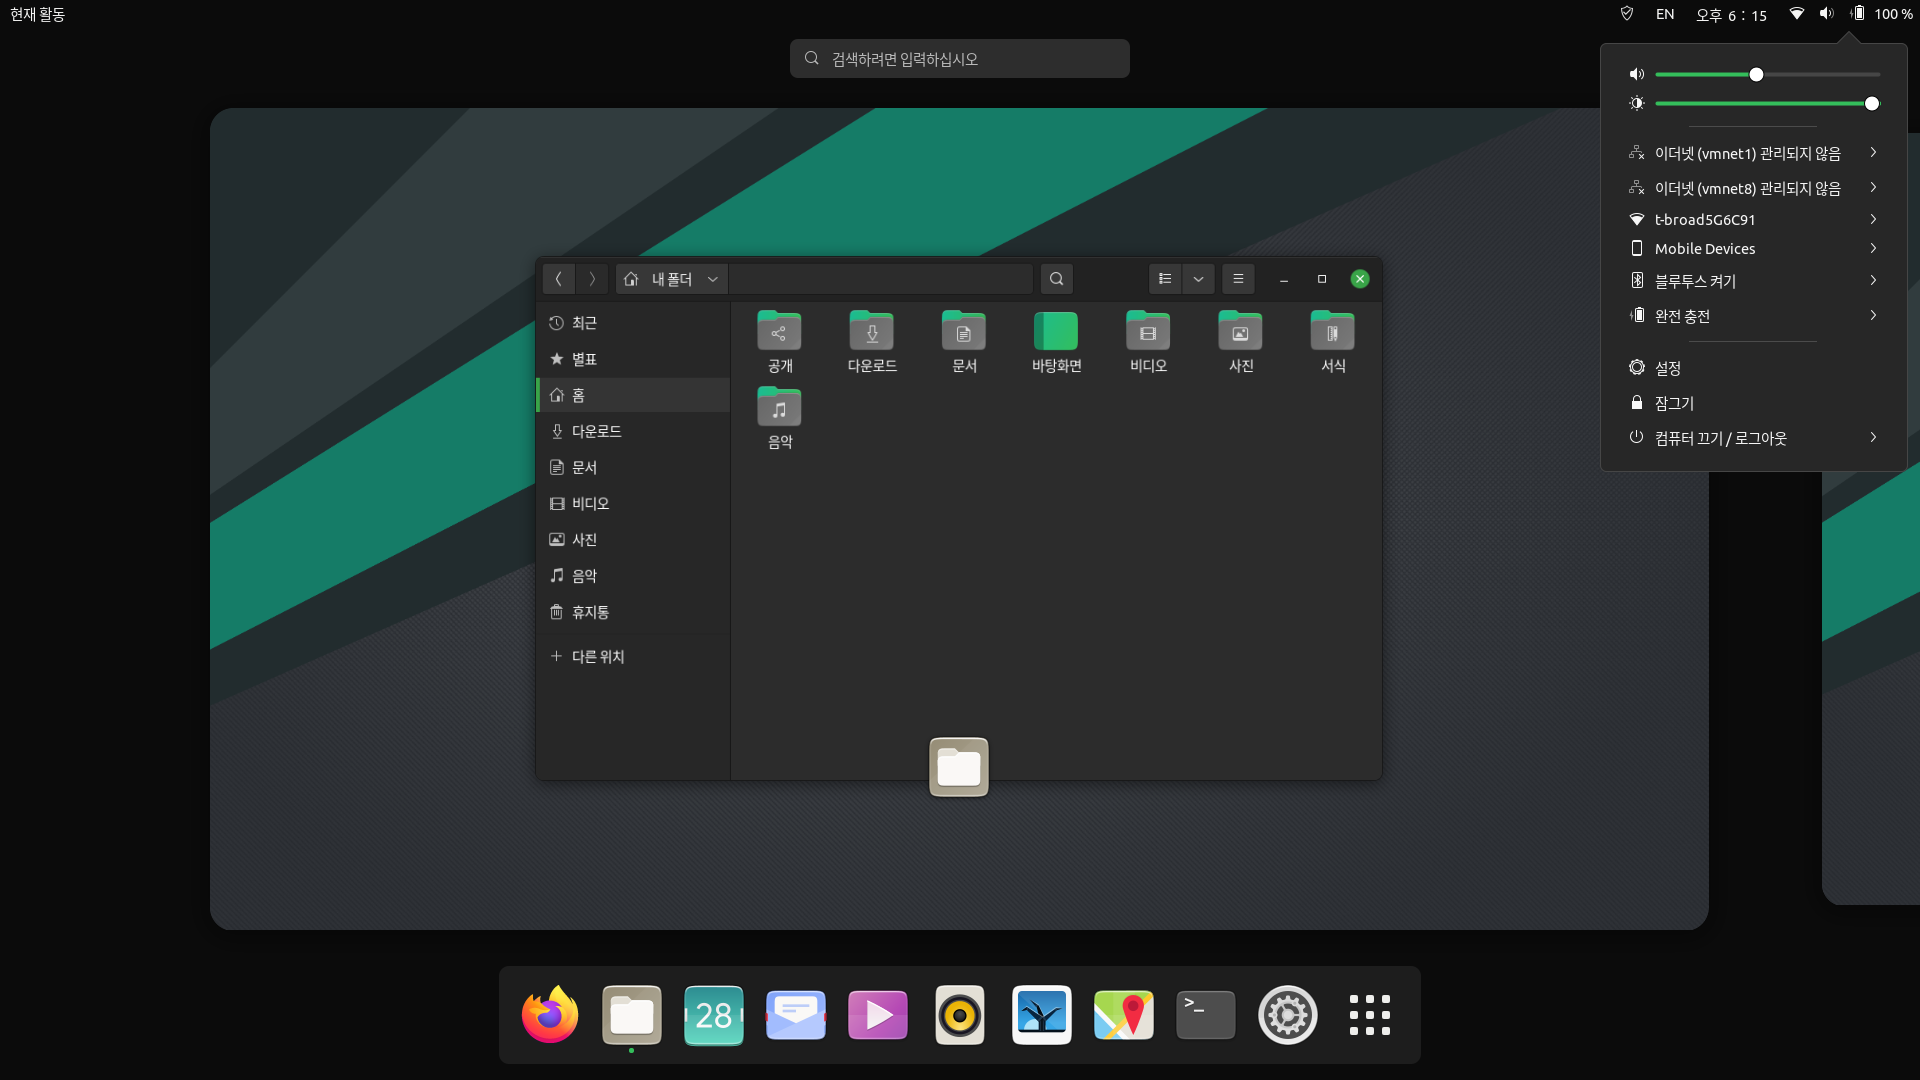 현재 활동
EN
오후 6 : 15
100 %
검색하려면 입력하십시오
이더넷 (vmnet1) 관리되지 않음
이더넷 (vmnet8) 관리되지 않음
t-broad5G6C91
Mobile Devices
블루투스 켜기
완전 충전
설정
잠그기
컴퓨터 끄기 / 로그아웃
내 폴더
최근
별표
홈
다운로드
문서
비디오
사진
음악
휴지통
다른 위치
공개 다운로드 문서 바탕화면 비디오 사진 서식
음악
28
>_